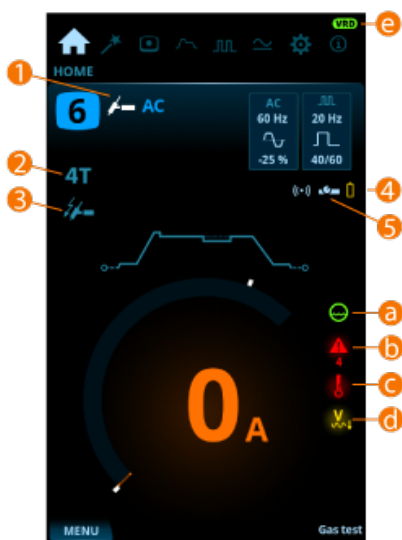 VRD
e
HOME
1
6
AC
AC
60 Hz
-25 %
20 Hz
40/60
2
4T
3
4
5
a
b
4
c
V
d
0 A
MENU
Gas test